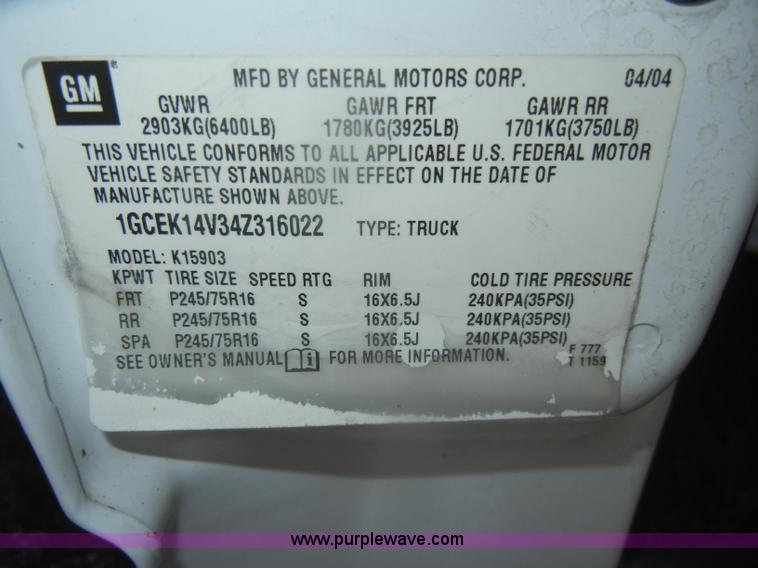 GM
MFD BY GENERAL MOTORS CORP. 04/04
GVWR GAWR FRT GAWR RR
2903KG(6400LB) 1780KG(3925LB) 1701KG(3750LB)
THIS VEHICLE CONFORMS TO ALL APPLICABLE U.S. FEDERAL MOTOR
VEHICLE SAFETY STANDARDS IN EFFECT ON THE DATE OF
MANUFACTURE SHOWN ABOVE.
1GCEK14V34Z316022 TYPE: TRUCK
MODEL: K15903
KPWT TIRE SIZE SPEED RTG RIM COLD TIRE PRESSURE
FRT P245/75R16 S 16X6.5J 240KPA(35PSI)
RR P245/75R16 S 16X6.5J 240KPA(35PSI)
SPA P245/75R16 S 16X6.5J 240KPA(35PSI)
SEE OWNER'S MANUAL i FOR MORE INFORMATION.
F 777
T 1159
www.purplewave.com